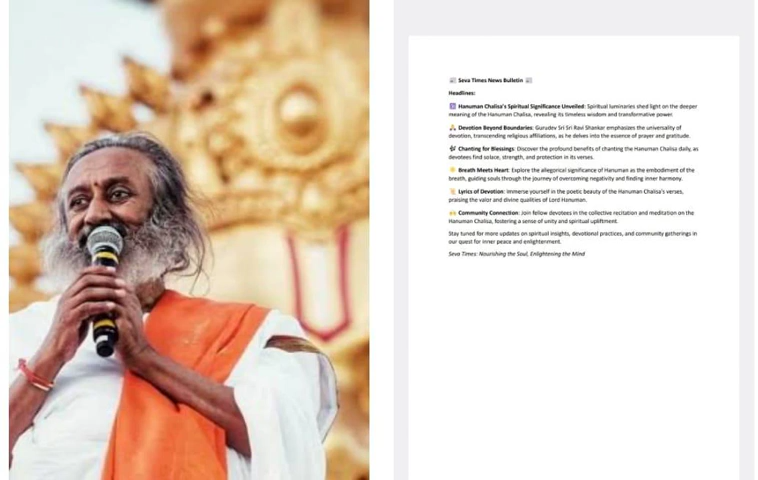 📰 Seva Times News Bulletin 📰
Headlines:
🕉 Hanuman Chalisa's Spiritual Significance Unveiled: Spiritual luminaries shed light on the deeper
meaning of the Hanuman Chalisa, revealing its timeless wisdom and transformative power.
🙏 Devotion Beyond Boundaries: Gurudev Sri Sri Ravi Shankar emphasizes the universality of
devotion, transcending religious affiliations, as he delves into the essence of prayer and gratitude.
🎶 Chanting for Blessings: Discover the profound benefits of chanting the Hanuman Chalisa daily, as
devotees find solace, strength, and protection in its verses.
🌟 Breath Meets Heart: Explore the allegorical significance of Hanuman as the embodiment of the
breath, guiding souls through the journey of overcoming negativity and finding inner harmony.
📜 Lyrics of Devotion: Immerse yourself in the poetic beauty of the Hanuman Chalisa's verses,
praising the valor and divine qualities of Lord Hanuman.
🙌 Community Connection: Join fellow devotees in the collective recitation and meditation on the
Hanuman Chalisa, fostering a sense of unity and spiritual upliftment.
Stay tuned for more updates on spiritual insights, devotional practices, and community gatherings in
our quest for inner peace and enlightenment.
Seva Times: Nourishing the Soul, Enlightening the Mind